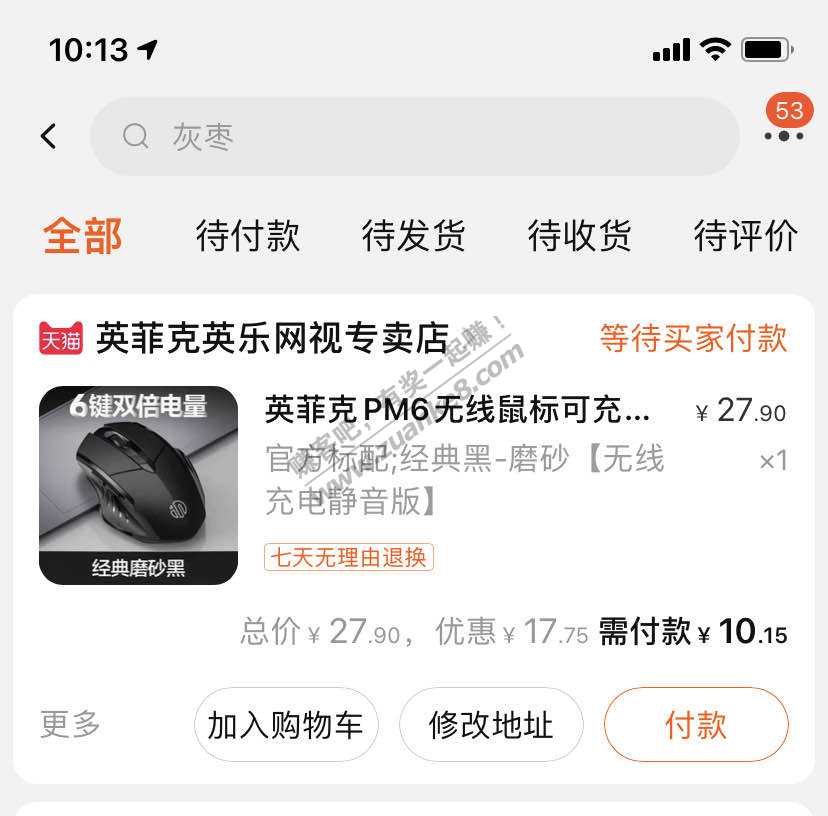 10:13
53
灰枣
全部 待付款 待发货 待收货 待评价
天猫 英菲克英乐网视专卖店 等待买家付款
6键双倍电量
经典磨砂黑
英菲克PM6无线鼠标可充... ¥27.90
官方标配;经典黑-磨砂【无线 ×1
充电静音版】
七天无理由退换
总价¥27.90，优惠¥17.75 需付款¥10.15
更多 加入购物车 修改地址 付款
赚客吧，有奖一起赚！
www.zuanke8.com